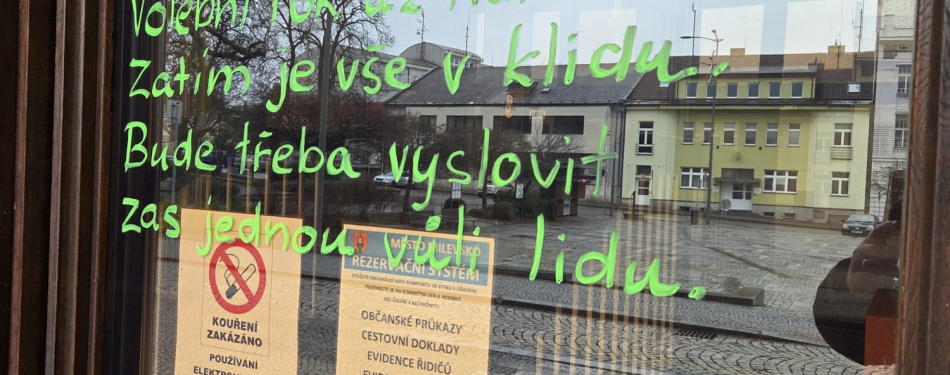 Volební rok už
Zatím je vše v klidu..
Bude třeba vyslovit
zas jednou vůli lidu.
KOUŘENÍ
ZAKÁZÁNO
POUŽÍVÁNÍ
MĚSTO MILEVSKO
REZERVAČNÍ SYSTÉM
OBČANSKÉ PRŮKAZY
CESTOVNÍ DOKLADY
EVIDENCE ŘIDIČŮ